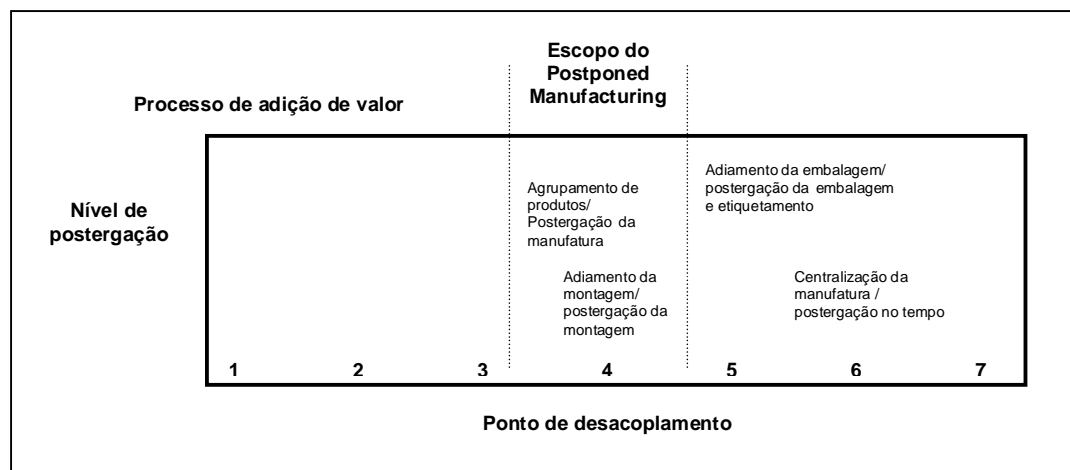 Escopo do
Postponed
Manufacturing
Processo de adição de valor
Nível de
postergação
Agrupamento de
produtos/
Postergação da
manufatura
Adiamento da
montagem/
postergação da
montagem
Adiamento da embalagem/
postergação da embalagem
e etiquetamento
Centralização da
manufatura /
postergação no tempo
1 2 3 4 5 6 7
Ponto de desacoplamento